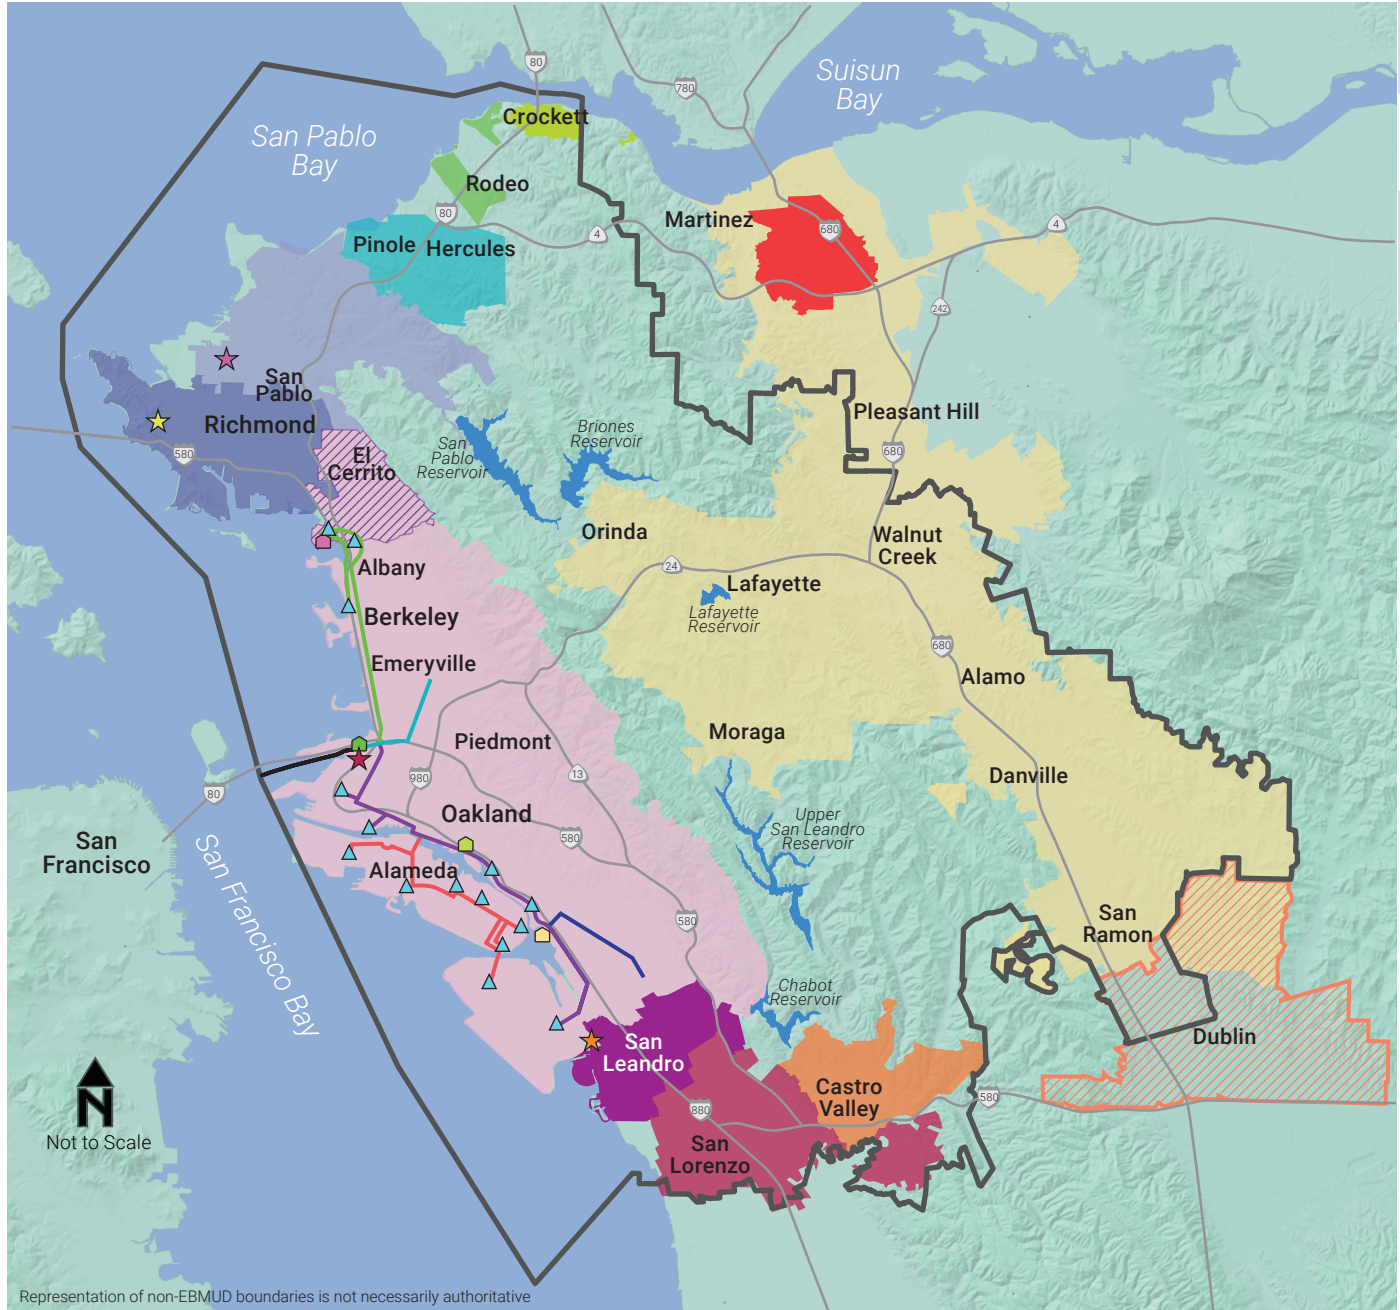 80
780
Suisun
Bay
San Pablo
Bay
Crockett
Rodeo
80
4
Martinez
680
4
Pinole
Hercules
242
San
Pablo
Richmond
580
El
Cerrito
San
Pablo
Reservoir
Briones
Reservoir
Pleasant Hill
680
Orinda
Walnut
Creek
24
Lafayette
Lafayette
Reservoir
Albany
Berkeley
Emeryville
680
Alamo
Piedmont
Moraga
Danville
980
13
80
Oakland
580
Upper
San Leandro
Reservoir
San
Francisco
San Francisco Bay
Alameda
580
San
Ramon
Chabot
Reservoir
San
Leandro
Dublin
Castro
Valley
580
880
San
Lorenzo
N
Not to Scale
Representation of non-EBMUD boundaries is not necessarily authoritative